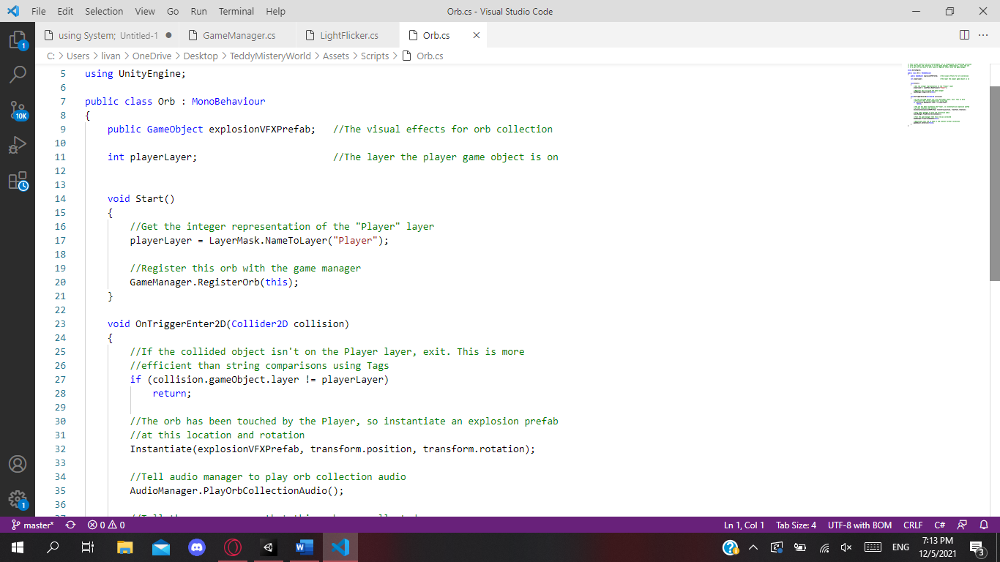 File Edit Selection View Go Run Terminal Help Orb.cs - Visual Studio Code
using System; Untitled-1 GameManager.cs LightFlicker.cs Orb.cs
C: > Users > livan > OneDrive > Desktop > TeddyMisteryWorld > Assets > Scripts > Orb.cs
1
10K
1
5 using UnityEngine;
6
7 public class Orb : MonoBehaviour
8 {
9 public GameObject explosionVFXPrefab; //The visual effects for orb collection
10
11 int playerLayer; //The layer the player game object is on
12
13
14 void Start()
15 {
16 //Get the integer representation of the "Player" layer
17 playerLayer = LayerMask.NameToLayer("Player");
18
19 //Register this orb with the game manager
20 GameManager.RegisterOrb(this);
21 }
22
23 void OnTriggerEnter2D(Collider2D collision)
24 {
25 //If the collided object isn't on the Player layer, exit. This is more
26 //efficient than string comparisons using Tags
27 if (collision.gameObject.layer != playerLayer)
28 return;
29
30 //The orb has been touched by the Player, so instantiate an explosion prefab
31 //at this location and rotation
32 Instantiate(explosionVFXPrefab, transform.position, transform.rotation);
33
34 //Tell audio manager to play orb collection audio
35 AudioManager.PlayOrbCollectionAudio();
36
master* 0 0 Ln 1, Col 1 Tab Size: 4 UTF-8 with BOM CRLF C#
ENG 7:13 PM
12/5/2021
3